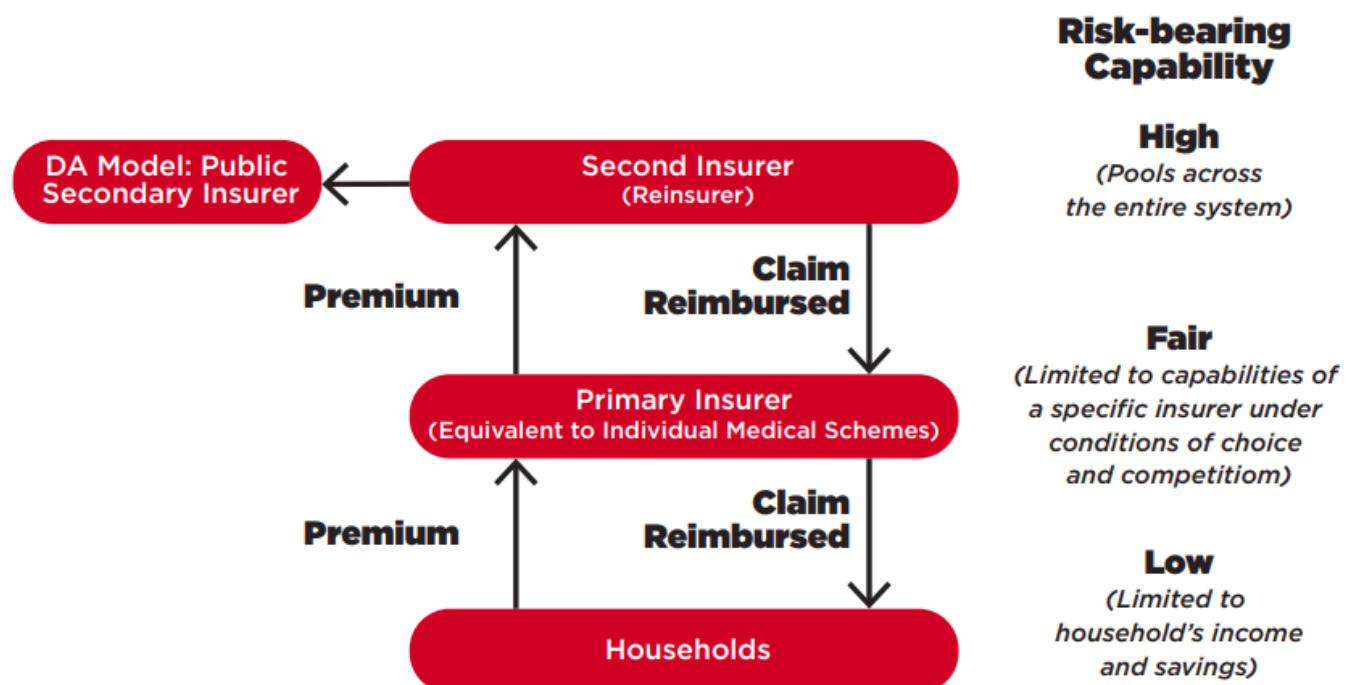 Risk-bearing
Capability
DA Model: Public
Secondary Insurer
Second Insurer
(Reinsurer)
High
(Pools across
the entire system)
Premium
Claim
Reimbursed
Primary Insurer
(Equivalent to Individual Medical Schemes)
Fair
(Limited to capabilities of
a specific insurer under
conditions of choice
and competitiom)
Premium
Claim
Reimbursed
Households
Low
(Limited to
household's income
and savings)